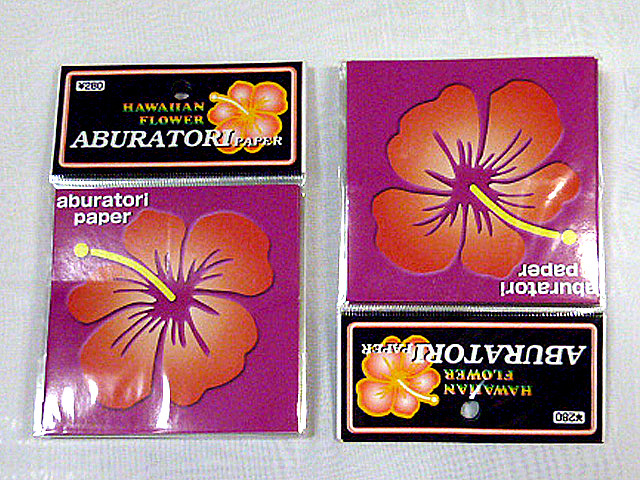 ¥280
HAWAIIAN
FLOWER
ABURATORI PAPER
aburatori
paper
aburatori
paper
ABURATORI PAPER
HAWAIIAN
FLOWER
¥280